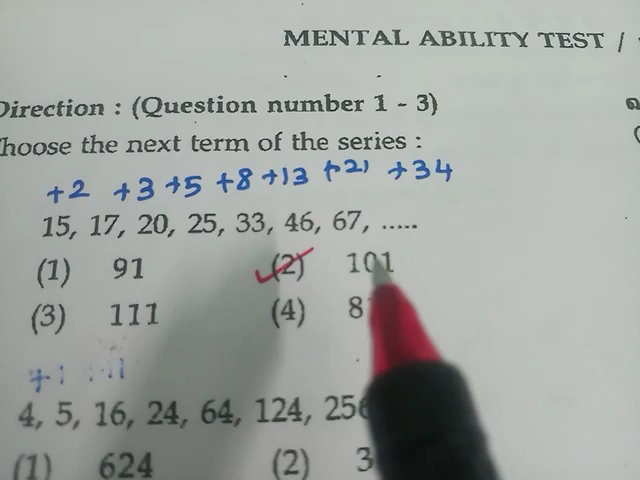 MENTAL ABILITY TEST /
Direction : (Question number 1 - 3)
hoose the next term of the series :
+2 +3 +5 +8 +13 +21 +34
15, 17, 20, 25, 33, 46, 67, .....
(1) 91 (2) 101
(3) 111 (4) 8
+1
4, 5, 16, 24, 64, 124, 256
(1) 624 (2) 3